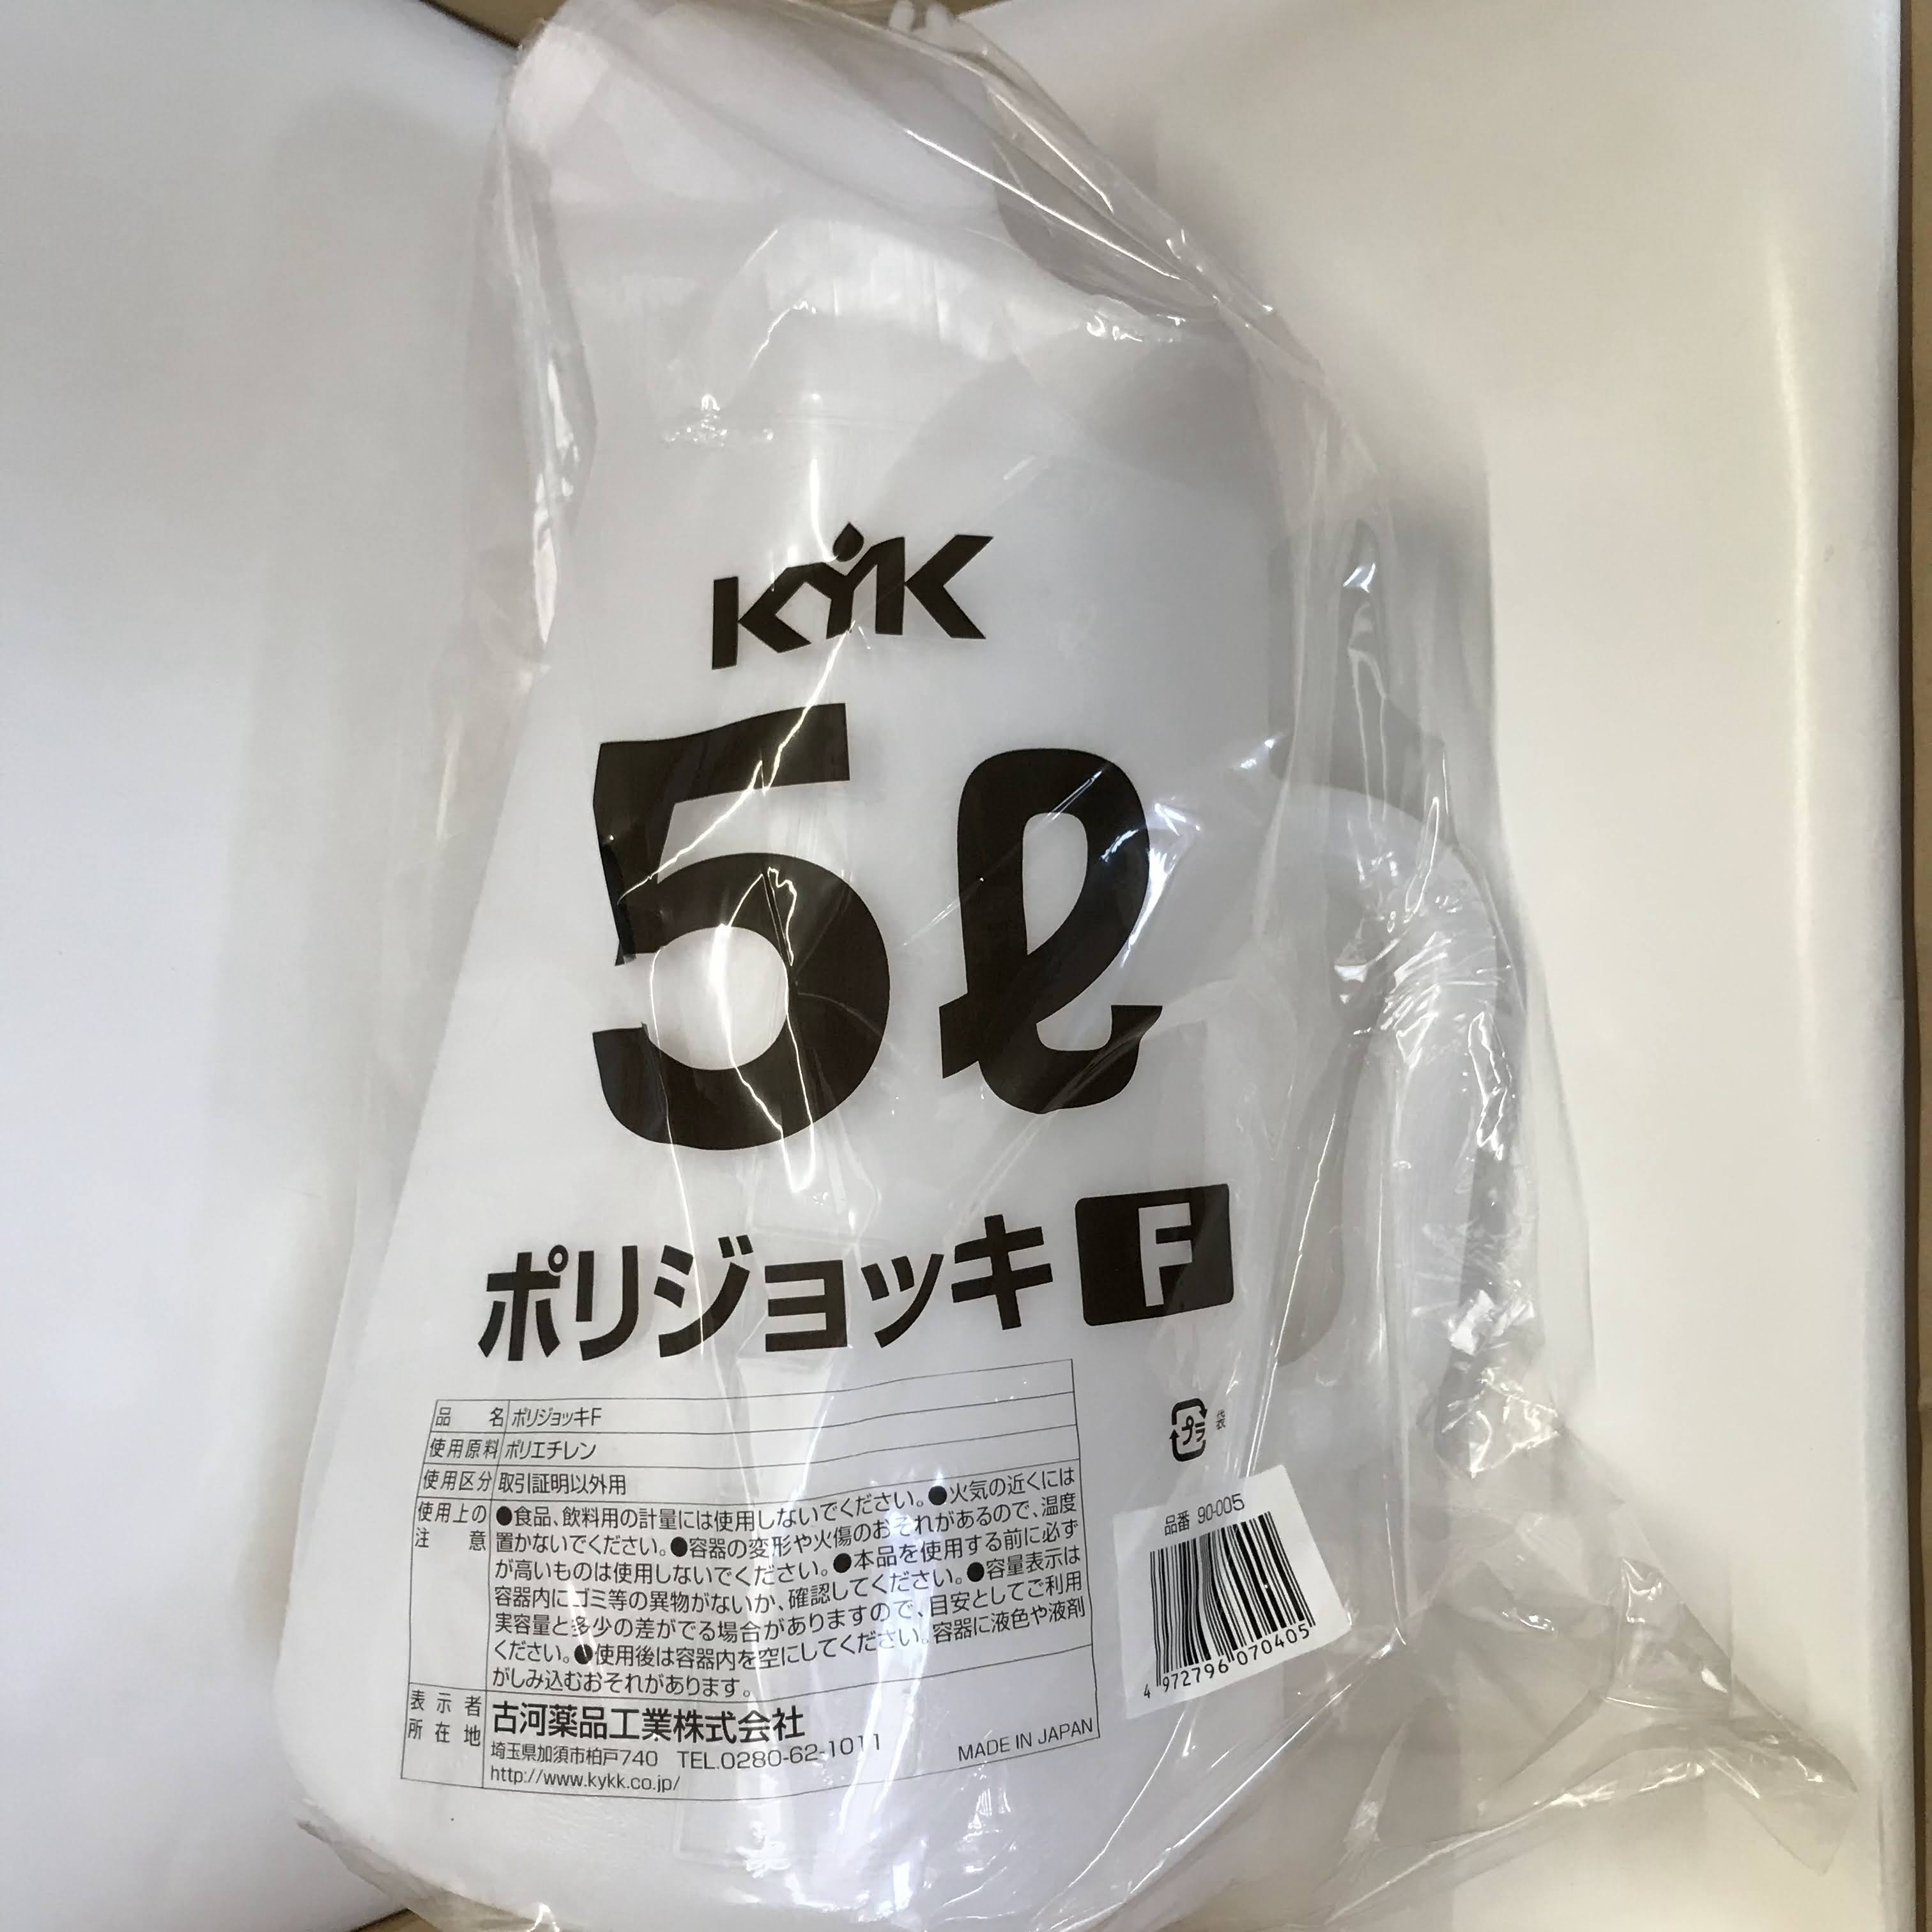 KYK
5ℓ
ポリジョッキ F
品名 ポリジョッキF
使用原料 ポリエチレン
使用区分 取引証明以外用
使用上の注意 ●食品、飲料用の計量には使用しないでください。●火気の近くには
置かないでください。●容器の変形や火傷のおそれがあるので、温度
が高いものは使用しないでください。●本品を使用する前に必ず
容器内にゴミ等の異物がないか、確認してください。●容量表示は
実容量と多少の差がでる場合がありますので、目安としてご利用
ください。●使用後は容器内を空にしてください。容器に液色や液剤
がしみ込むおそれがあります。
表示者所在地 古河薬品工業株式会社
埼玉県加須市柏戸740 TEL.0280-62-1011
http://www.kykk.co.jp/
MADE IN JAPAN
プラ 袋
品番 90-005
4 972796 070405